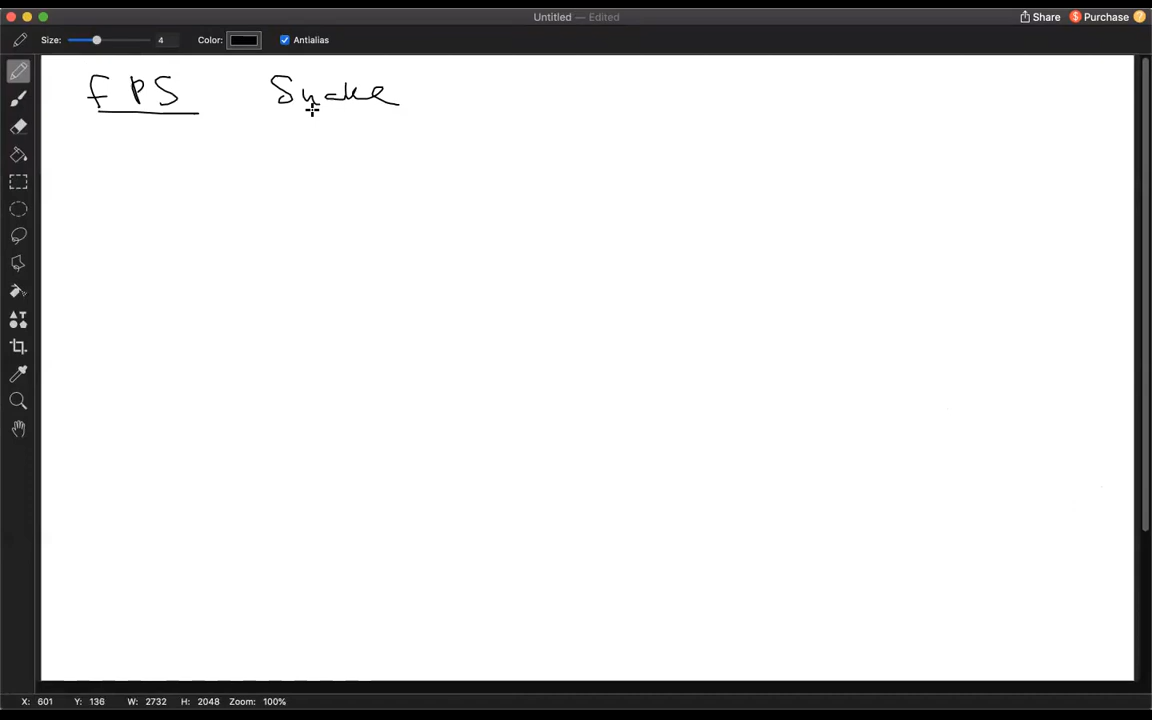 Untitled — Edited
Share
$ Purchase ?
Size: 4 Color: Antialias
FPS Snake
X: 601 Y: 136 W: 2732 H: 2048 Zoom: 100%